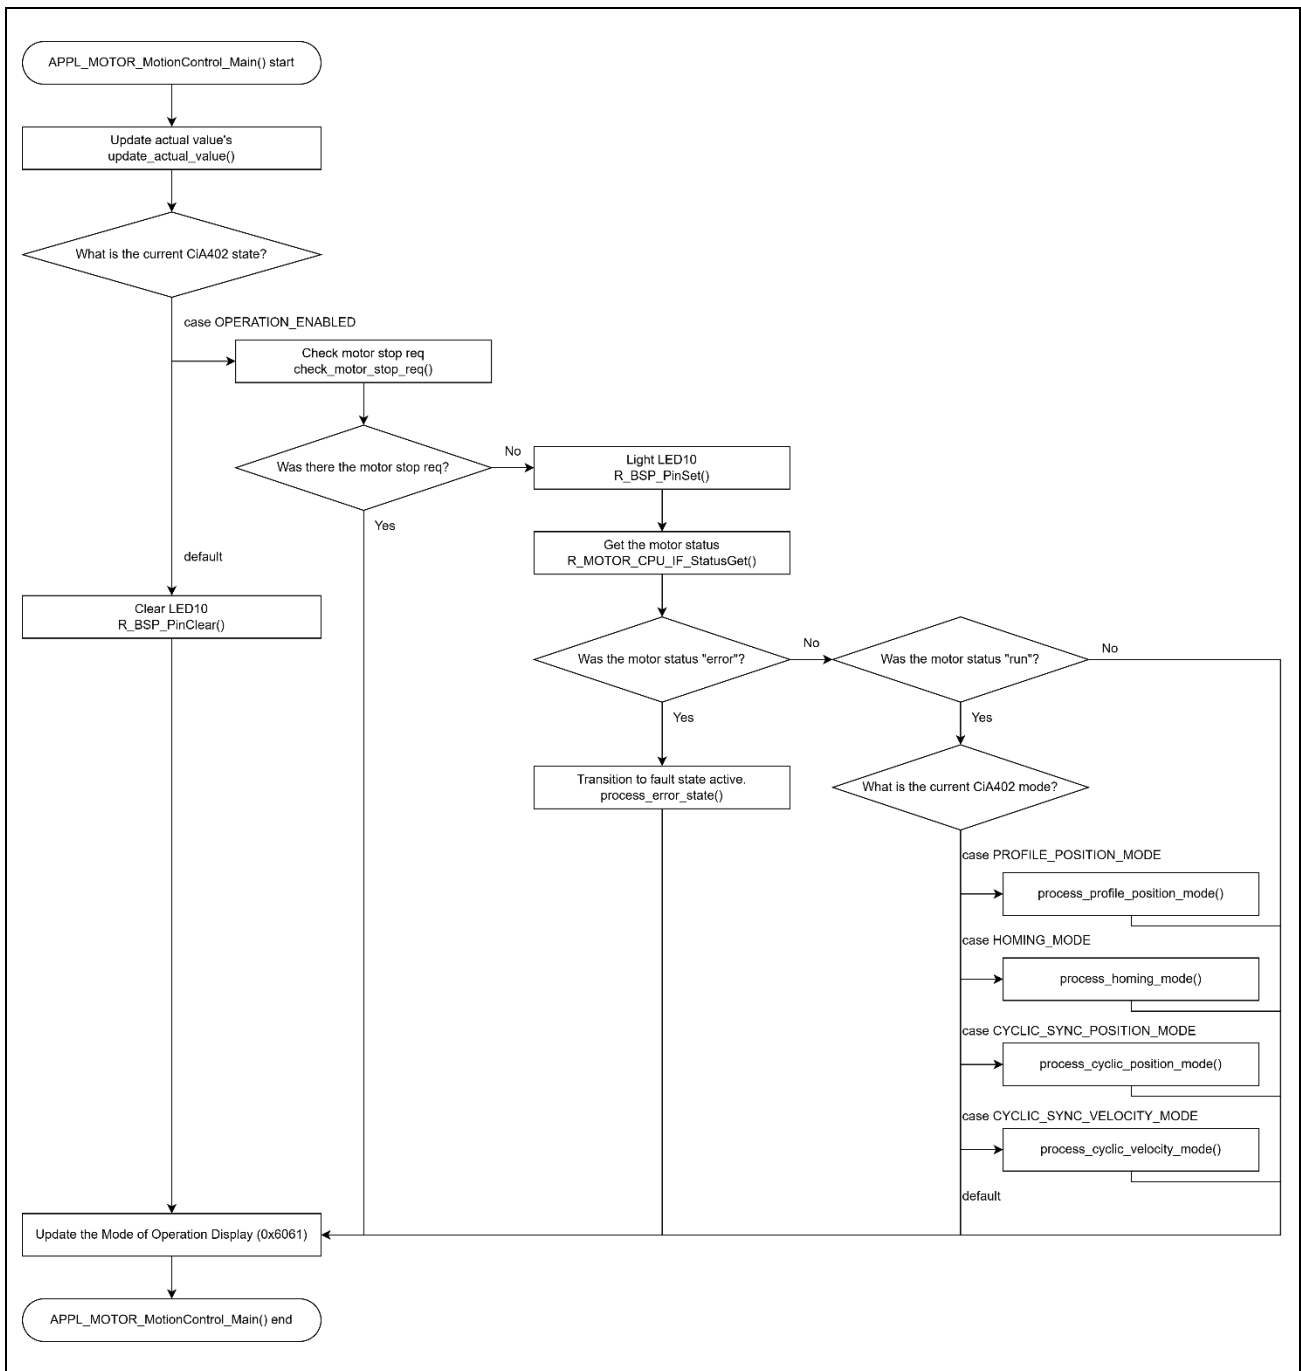 APPL_MOTOR_MotionControl_Main() start
Update actual value's
update_actual_value()
What is the current CiA402 state?
case OPERATION_ENABLED
Check motor stop req
check_motor_stop_req()
Was there the motor stop req?
No
Light LED10
R_BSP_PinSet()
Yes
Get the motor status
R_MOTOR_CPU_IF_StatusGet()
default
Clear LED10
R_BSP_PinClear()
Was the motor status "error"?
No
Was the motor status "run"?
No
Yes
Yes
Transition to fault state active.
process_error_state()
What is the current CiA402 mode?
case PROFILE_POSITION_MODE
process_profile_position_mode()
case HOMING_MODE
process_homing_mode()
case CYCLIC_SYNC_POSITION_MODE
process_cyclic_position_mode()
case CYCLIC_SYNC_VELOCITY_MODE
process_cyclic_velocity_mode()
default
Update the Mode of Operation Display (0x6061)
APPL_MOTOR_MotionControl_Main() end